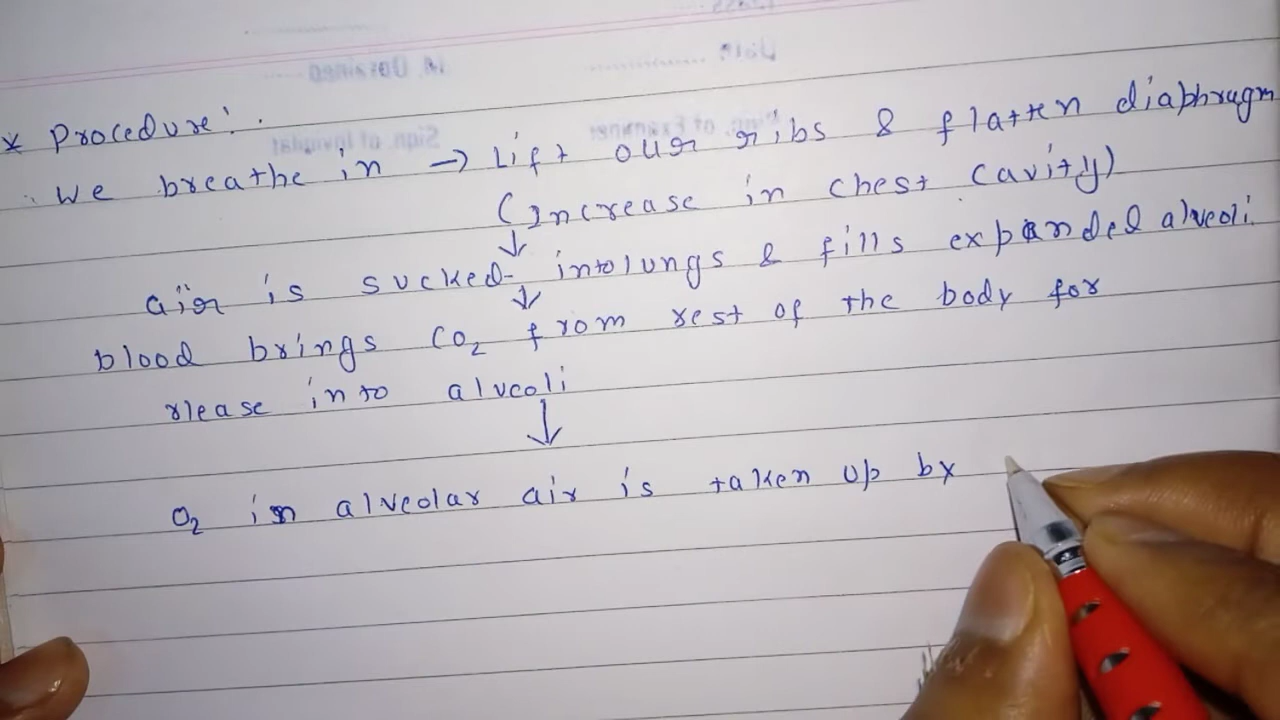 * Procedure:.
We breathe in → Lift our ribs & flatten diaphragm
(Increase in chest cavity)
↓
air is sucked into lungs & fills expanded alveoli.
↓
blood brings CO2 from rest of the body for
rlease into alveoli
↓
O2 in alveolar air is taken up by